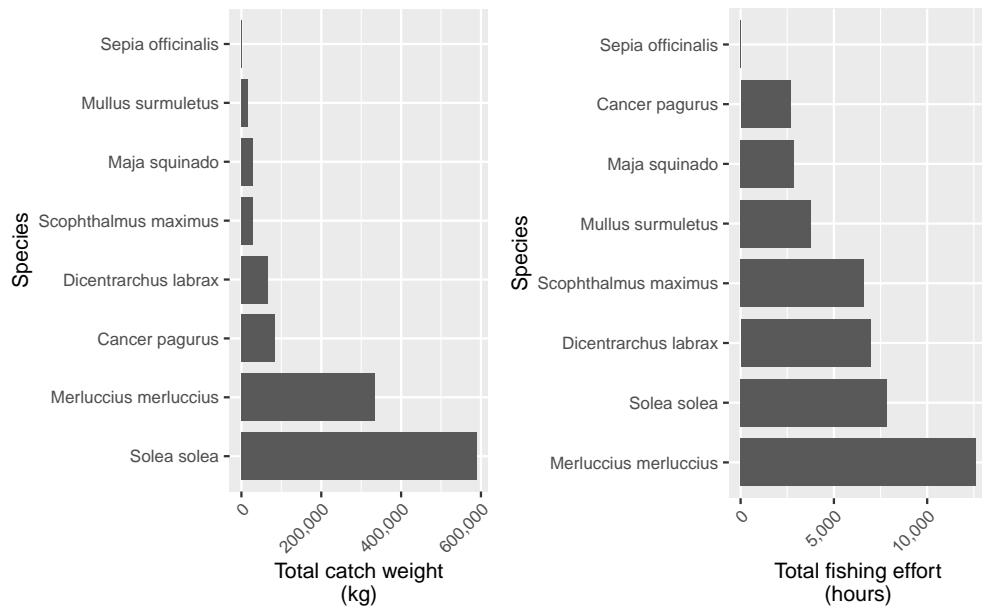 Species
Sepia officinalis
Mullus surmuletus
Maja squinado
Scophthalmus maximus
Dicentrarchus labrax
Cancer pagurus
Merluccius merluccius
Solea solea
0
200,000
400,000
600,000
Total catch weight
(kg)
Species
Sepia officinalis
Cancer pagurus
Maja squinado
Mullus surmuletus
Scophthalmus maximus
Dicentrarchus labrax
Solea solea
Merluccius merluccius
0
5,000
10,000
Total fishing effort
(hours)